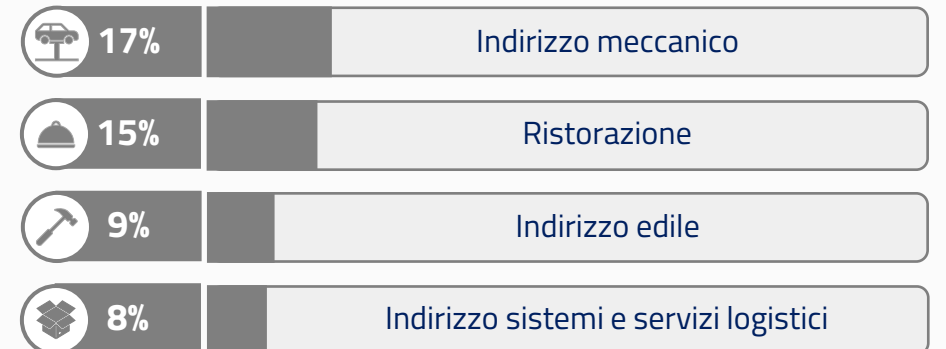 17% Indirizzo meccanico
15% Ristorazione
9% Indirizzo edile
8% Indirizzo sistemi e servizi logistici